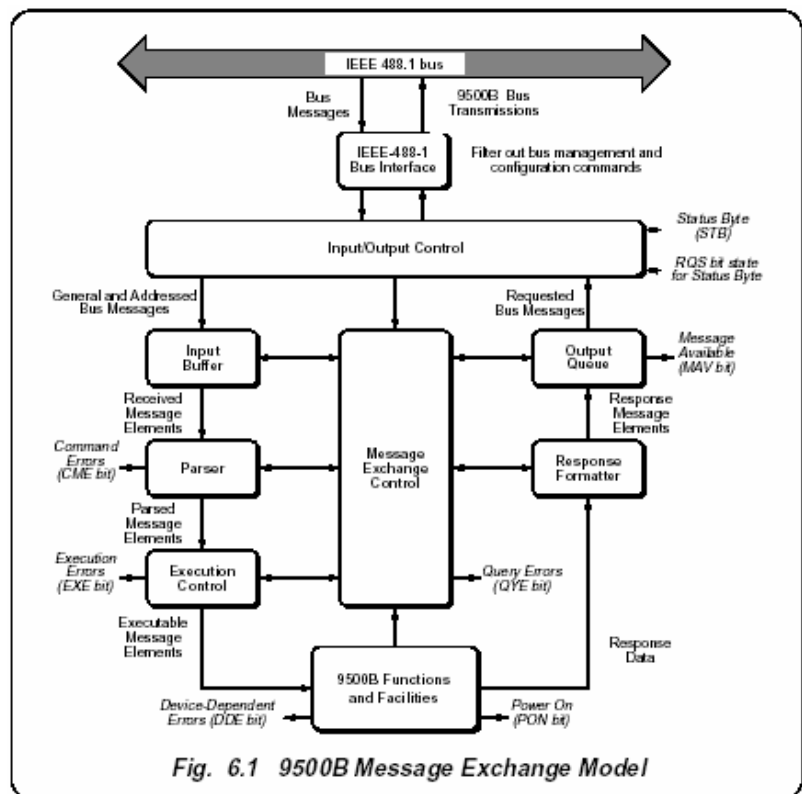 IEEE 488.1 bus
Bus
Messages
9500B Bus
Transmissions
IEEE-488-1
Bus Interface
Filter out bus management and
configuration commands
Input/Output Control
Status Byte
(STB)
RQS bit state
for Status Byte
General and Addressed
Bus Messages
Requested
Bus Messages
Input
Buffer
Output
Queue
Message
Available
(MAV bit)
Received
Message
Elements
Response
Message
Elements
Command
Errors
(CME bit)
Parser
Message
Exchange
Control
Response
Formatter
Parsed
Message
Elements
Execution
Errors
(EXE bit)
Execution
Control
Query Errors
(QYE bit)
Executable
Message
Elements
Response
Data
9500B Functions
and Facilities
Device-Dependent
Errors (DDE bit)
Power On
(PON bit)
Fig. 6.1 9500B Message Exchange Model